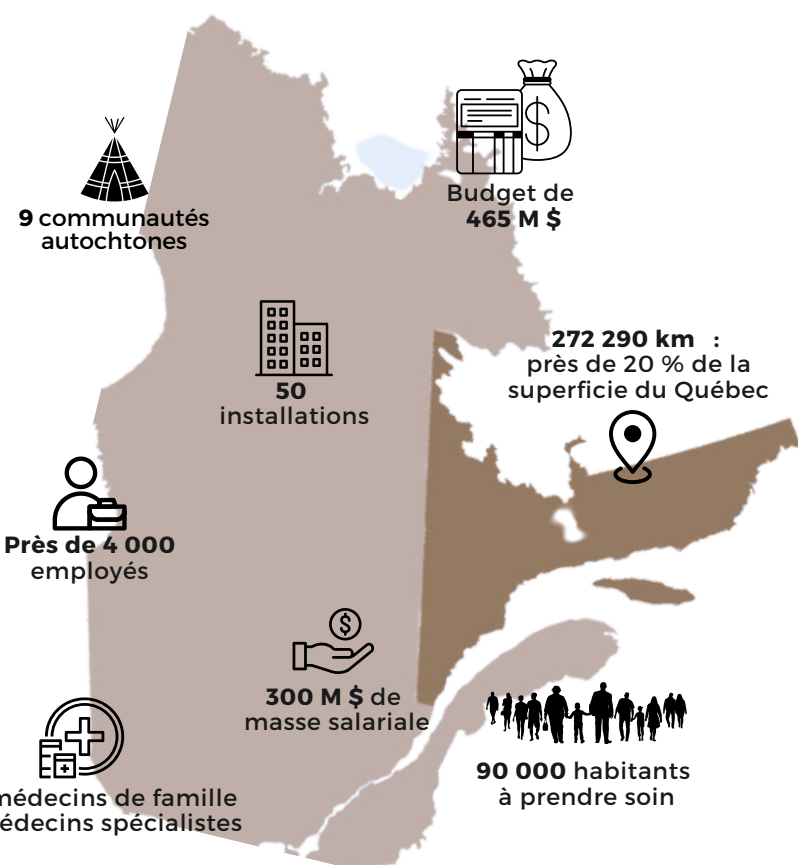 Budget de
465 M $
9 communautés
autochtones
272 290 km :
près de 20 % de la
superficie du Québec
50
installations
Près de 4 000
employés
300 M $ de
masse salariale
90 000 habitants
à prendre soin
médecins de famille
médecins spécialistes